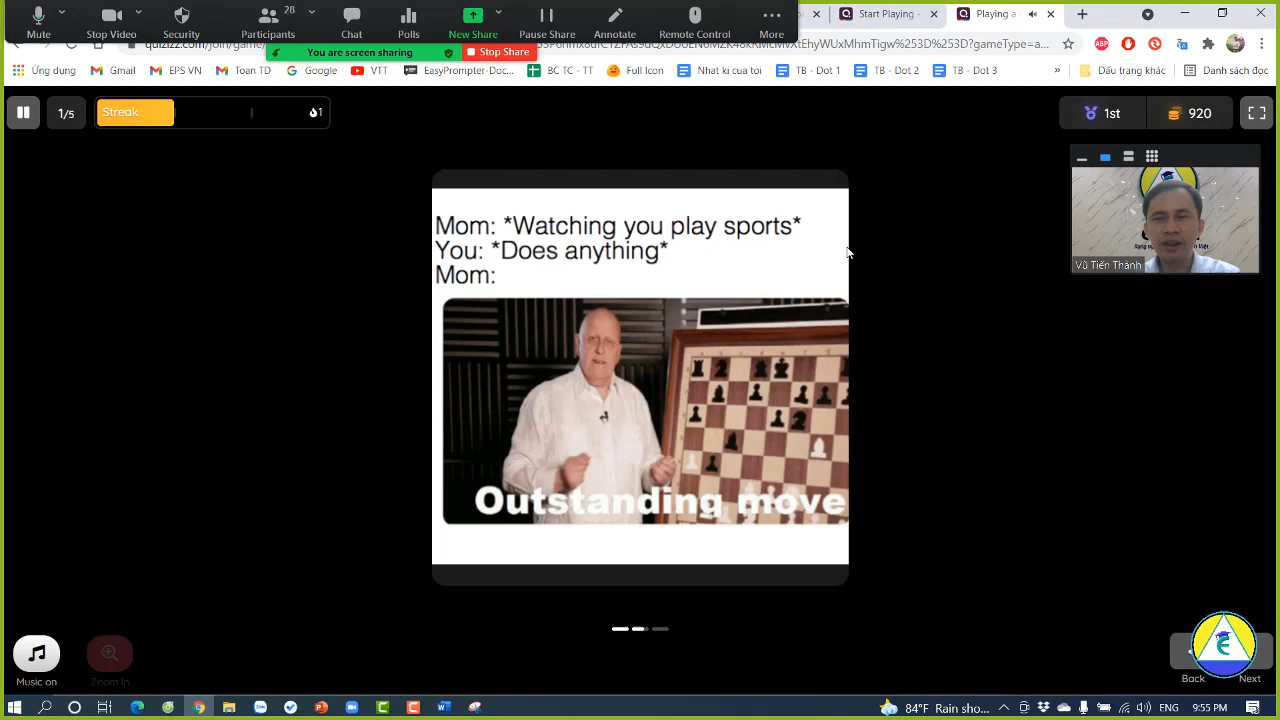 Mute
Stop Video
Security
28
Participants
Chat
Polls
New Share
Pause Share
Annotate
Remote Control
More
Start Playing -
Playing a
You are screen sharing
Stop Share
Ứng dụng
Gmail
EPS VN
Toan TD
Google
VTT
EasyPrompter-Doc...
BC TC - TT
Full Icon
Nhat ki cua toi
TB - Dot 1
TB - Dot 2
TB - Dot 3
»
Dấu trang khác
Danh sách đọc
1/5
Streak
1
1st
920
Vũ Tiến Thành
Mom: *Watching you play sports*
You: *Does anything*
Mom:
Outstanding move
Music on
Zoom In
Back
Next
84°F Rain sho...
ENG
9:55 PM